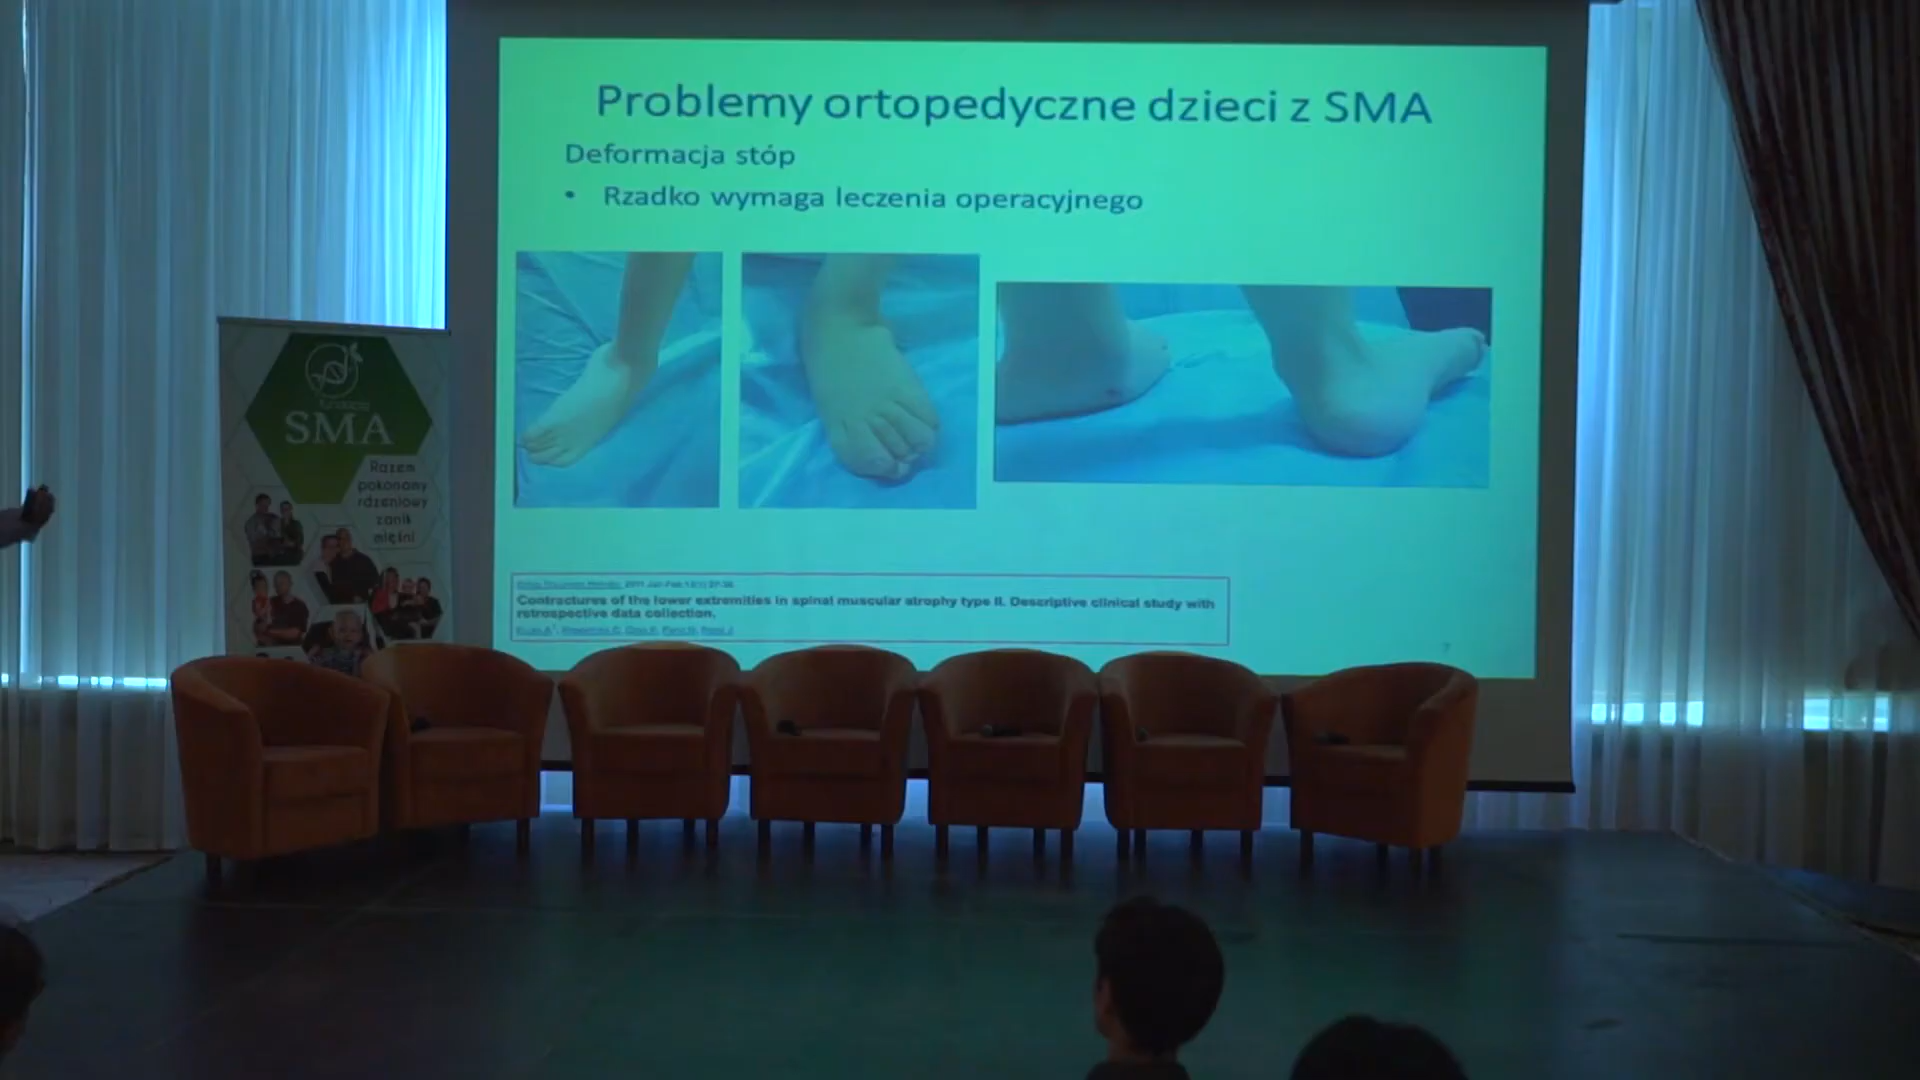 Problemy ortopedyczne dzieci z SMA
Deformacja stóp
• Rzadko wymaga leczenia operacyjnego
SMA
Razem
pokonamy
rdzeniowy
zanik
mięśni
Contractures of the lower extremities in spinal muscular atrophy type II. Descriptive clinical study with
retrospective data collection.
7